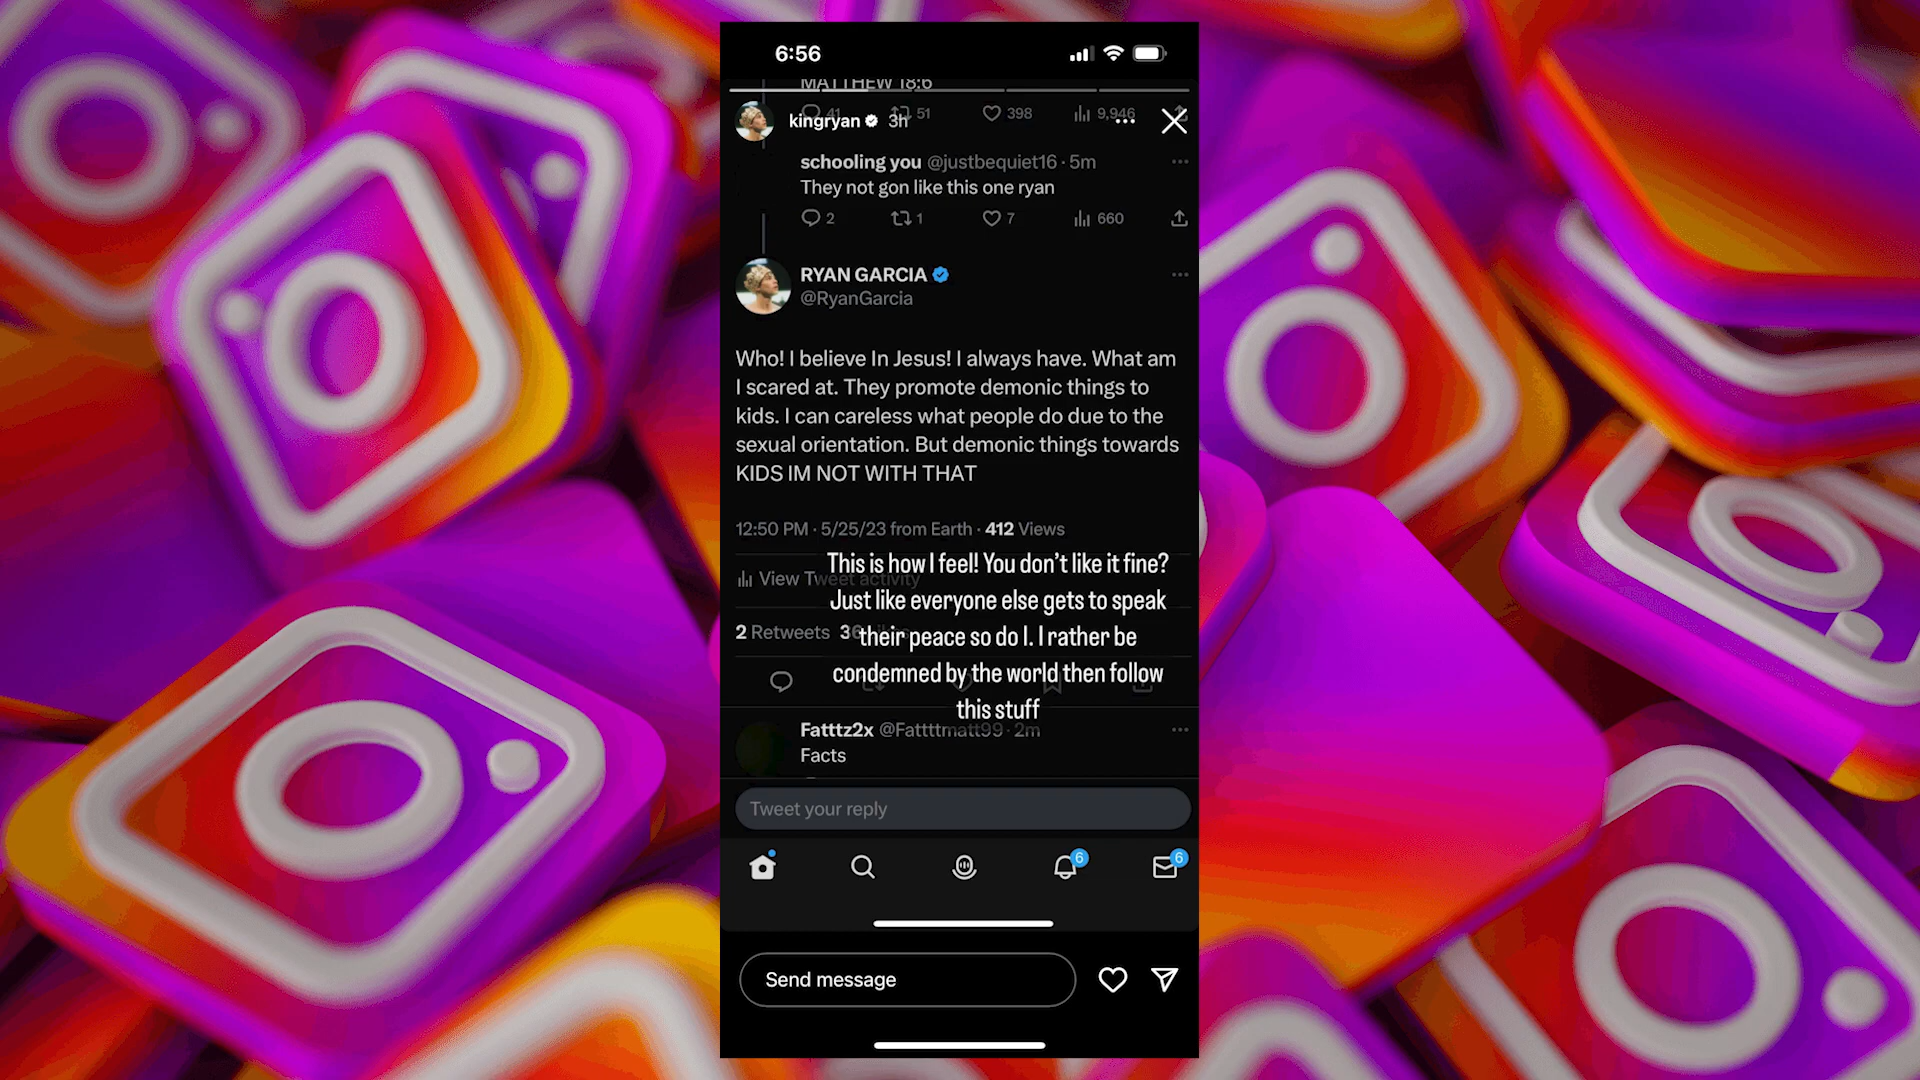 6:56
MATTHEW 18:6
41 51 398 9,946
kingryan 3h
schooling you @justbequiet16 · 5m
They not gon like this one ryan
2 1 7 660
RYAN GARCIA
@RyanGarcia
Who! I believe In Jesus! I always have. What am
I scared at. They promote demonic things to
kids. I can careless what people do due to the
sexual orientation. But demonic things towards
KIDS IM NOT WITH THAT
12:50 PM · 5/25/23 from Earth · 412 Views
This is how I feel! You don’t like it fine?
View Tweet activity
Just like everyone else gets to speak
2 Retweets 36
their peace so do I. I rather be
condemned by the world then follow
this stuff
Fatttz2x @Fattttmatt99 · 2m
Facts
Tweet your reply
6 6
Send message